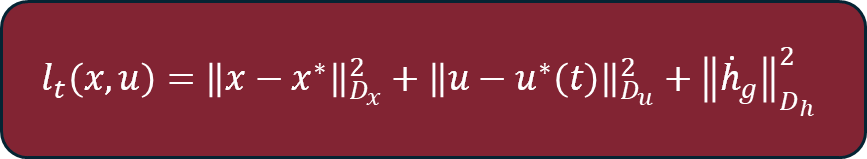 l_t(x, u) = ‖x − x*‖²_{D_x} + ‖u − u*(t)‖²_{D_u} + ‖ḣ_g‖²_{D_h}